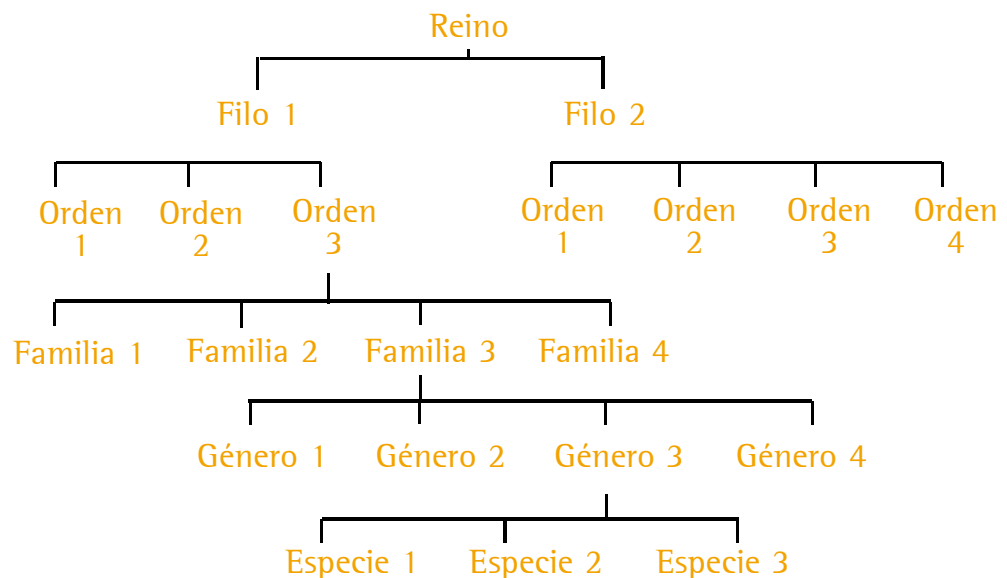 Reino
Filo 1 Filo 2
Orden Orden Orden Orden Orden Orden Orden
1 2 3 1 2 3 4
Familia 1 Familia 2 Familia 3 Familia 4
Género 1 Género 2 Género 3 Género 4
Especie 1 Especie 2 Especie 3